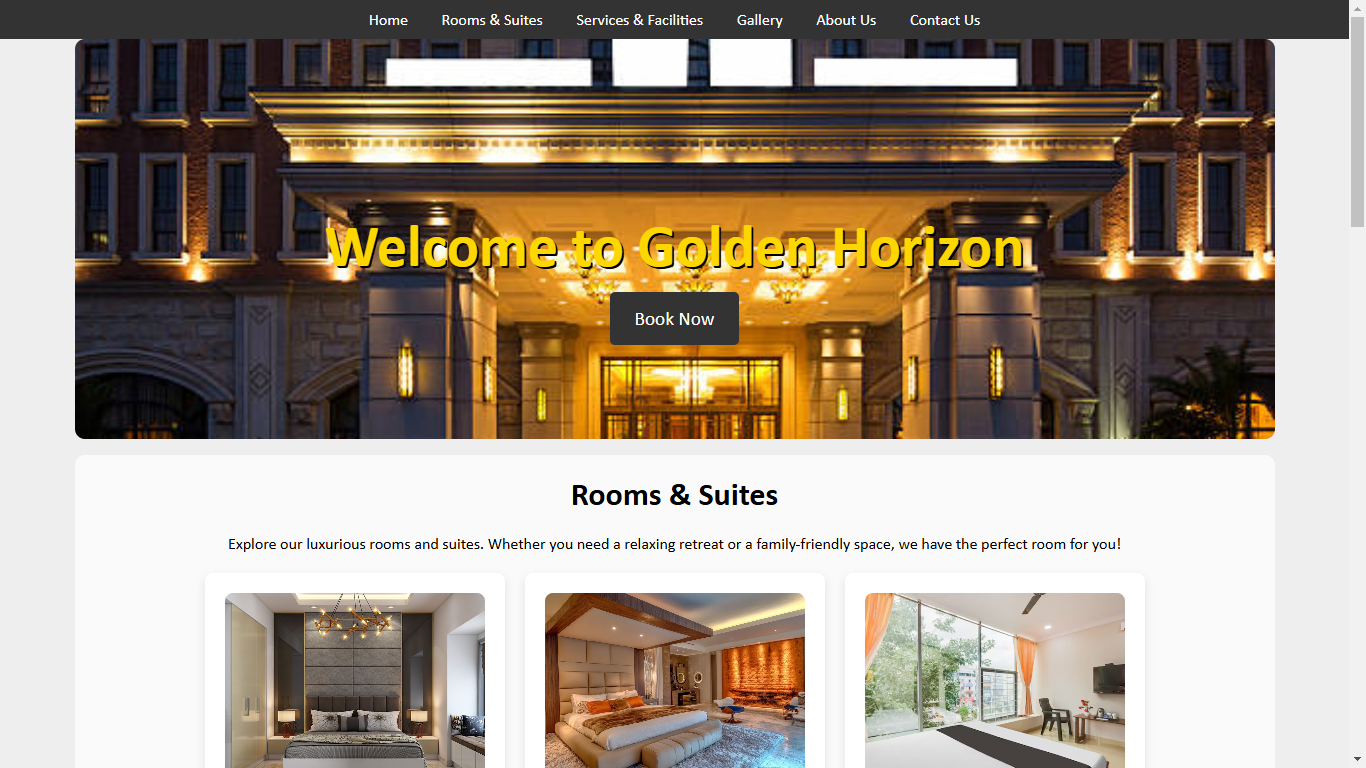 Home Rooms & Suites Services & Facilities Gallery About Us Contact Us
Welcome to Golden Horizon
Book Now
Rooms & Suites
Explore our luxurious rooms and suites. Whether you need a relaxing retreat or a family-friendly space, we have the perfect room for you!